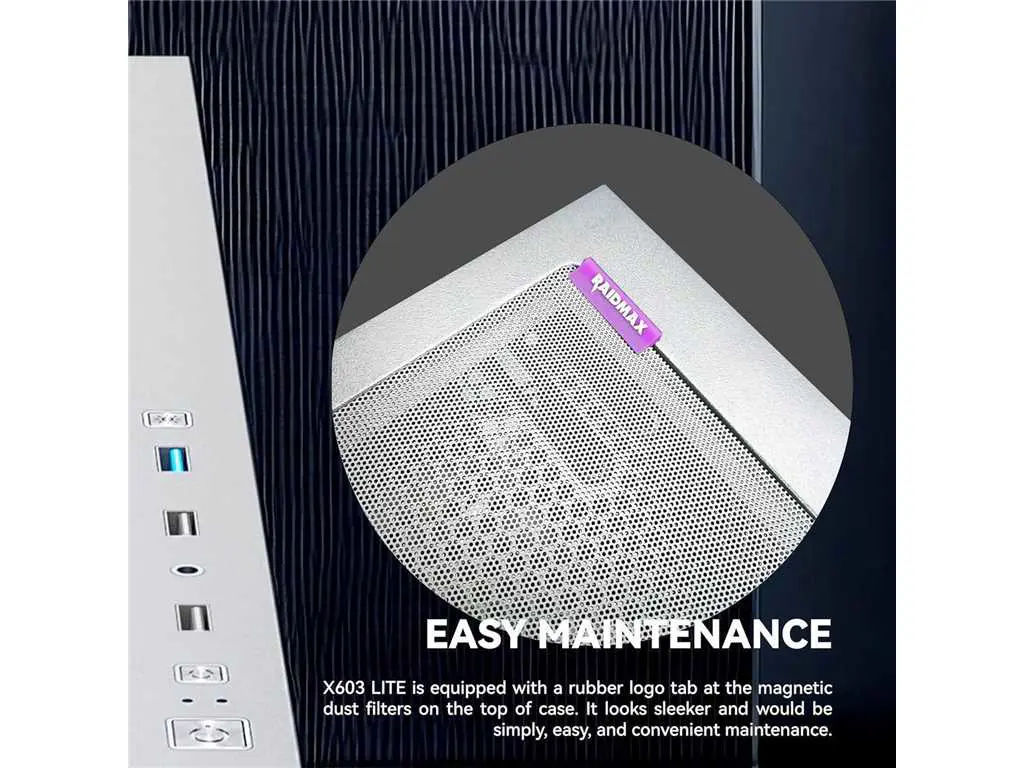 RAIDMAX
EASY MAINTENANCE
X603 LITE is equipped with a rubber logo tab at the magnetic
dust filters on the top of case. It looks sleeker and would be
simply, easy, and convenient maintenance.